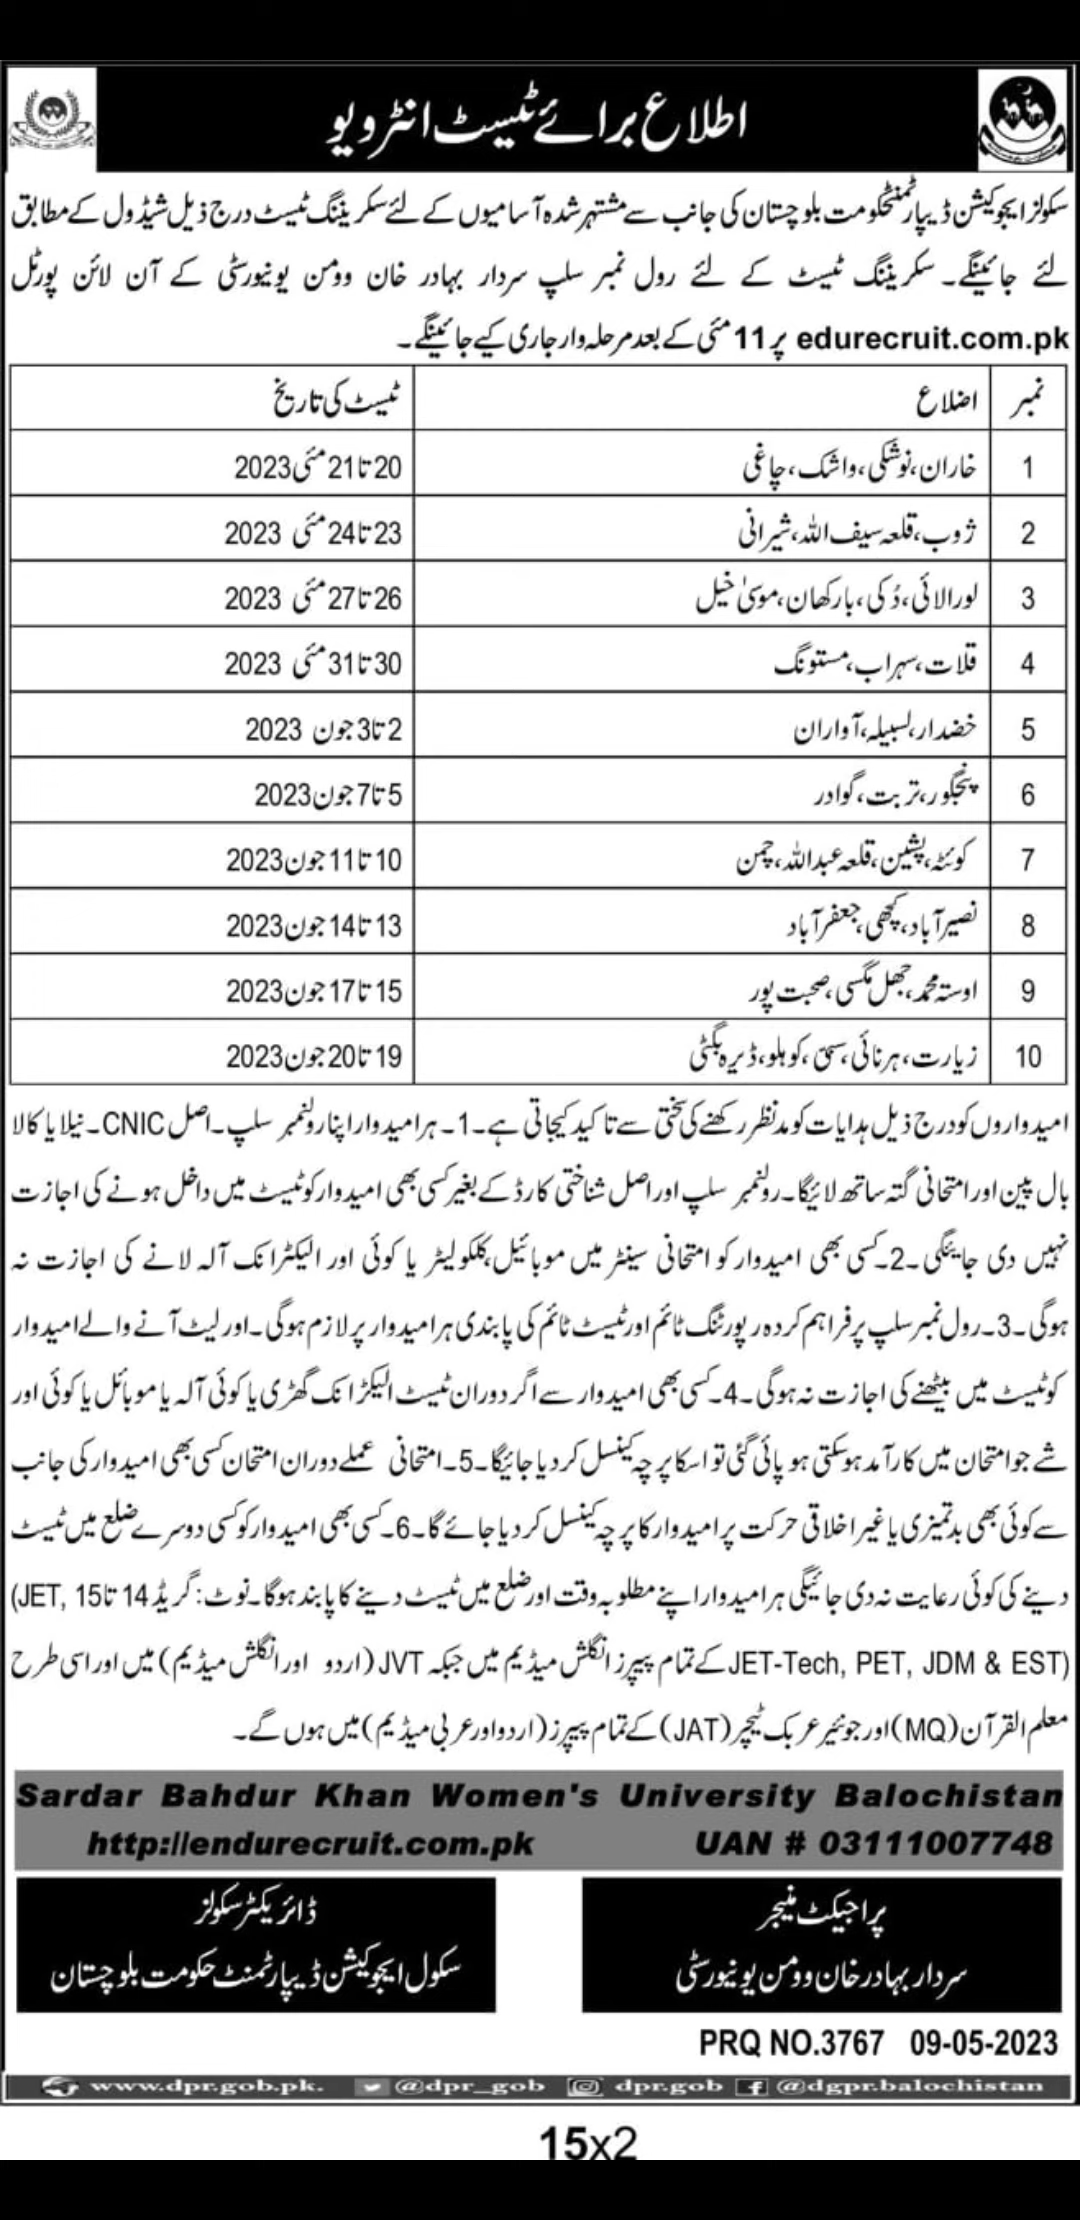 اطلاع برائے ٹیسٹ انٹرویو
سکولز ایجوکیشن ڈیپارٹمنٹ حکومت بلوچستان کی جانب سے مشتہر شدہ آسامیوں کے لئے سکریننگ ٹیسٹ درج ذیل شیڈول کے مطابق
لئے جائینگے۔ سکریننگ ٹیسٹ کے لئے رول نمبر سلپ سردار بہادر خان وومن یونیورسٹی کے آن لائن پورٹل
edurecruit.com.pk پر 11 مئی کے بعد مرحلہ وار جاری کیے جائینگے۔
نمبر اضلاع ٹیسٹ کی تاریخ
1 خاران، نوشکی، واشک، چاغی 20 تا 21 مئی 2023
2 ژوب، قلعہ سیف اللہ، شیرانی 23 تا 24 مئی 2023
3 لورالائی، دُکی، بارکھان، موسیٰ خیل 26 تا 27 مئی 2023
4 قلات، سہراب، مستونگ 30 تا 31 مئی 2023
5 خضدار، لسبیلہ، آواران 2 تا 3 جون 2023
6 پنجگور، تربت، گوادر 5 تا 7 جون 2023
7 کوئٹہ، پشین، قلعہ عبداللہ، چمن 10 تا 11 جون 2023
8 نصیر آباد، کچھی، جعفر آباد 13 تا 14 جون 2023
9 اوستہ محمد، جھل مگسی، صحبت پور 15 تا 17 جون 2023
10 زیارت، ہرنائی، سبی، کوہلو، ڈیرہ بگٹی 19 تا 20 جون 2023
امیدواروں کو درج ذیل ہدایات کو مدنظر رکھنے کی سختی سے تاکید کیجاتی ہے۔ 1۔ ہر امیدوار اپنا رولنمبر سلپ۔ اصل CNIC۔ نیلا یا کالا
بال پین اور امتحانی گتہ ساتھ لائیگا۔ رولنمبر سلپ اور اصل شناختی کارڈ کے بغیر کسی بھی امیدوار کو ٹیسٹ میں داخل ہونے کی اجازت
نہیں دی جائیگی۔ 2۔ کسی بھی امیدوار کو امتحانی سینٹر میں موبائیل، کلکولیٹر یا کوئی اور الیکٹرانک آلہ لانے کی اجازت نہ
ہوگی۔ 3۔ رول نمبر سلپ پر فراہم کردہ رپورٹنگ ٹائم اور ٹیسٹ ٹائم کی پابندی ہر امیدوار پر لازم ہوگی۔ اور لیٹ آنے والے امیدوار
کو ٹیسٹ میں بیٹھنے کی اجازت نہ ہوگی۔ 4۔ کسی بھی امیدوار سے اگر دوران ٹیسٹ الیکڑانک گھڑی یا کوئی آلہ یا موبائل یا کوئی اور
شے جو امتحان میں کارآمد ہو سکتی ہو پائی گئی تو اسکا پرچہ کینسل کر دیا جائیگا۔ 5۔ امتحانی عملے دوران امتحان کسی بھی امیدوار کی جانب
سے کوئی بھی بدتمیزی یا غیر اخلاقی حرکت پر امیدوار کا پرچہ کینسل کر دیا جائے گا۔ 6۔ کسی بھی امیدوار کو کسی دوسرے ضلع میں ٹیسٹ
دینے کی کوئی رعایت نہ دی جائیگی ہر امیدوار اپنے مطلوبہ وقت اور ضلع میں ٹیسٹ دینے کا پابند ہوگا۔ نوٹ: گریڈ 14 تا 15 (JET,
JET-Tech, PET, JDM & EST) کے تمام پیپرز انگلش میڈیم میں جبکہ JVT (اردو اور انگلش میڈیم) میں اور اسی طرح
معلم القرآن (MQ) اور جونئیر عربک ٹیچر (JAT) کے تمام پیپرز (اردو اور عربی میڈیم) میں ہوں گے۔
Sardar Bahdur Khan Women's University Balochistan
http://endurecruit.com.pk UAN # 03111007748
پراجیکٹ منیجر
سردار بہادر خان وومن یونیورسٹی
ڈائریکٹر سکولز
سکول ایجوکیشن ڈیپارٹمنٹ حکومت بلوچستان
PRQ NO.3767 09-05-2023
www.dpr.gob.pk. @dpr_gob dpr.gob @dgpr.balochistan
15x2